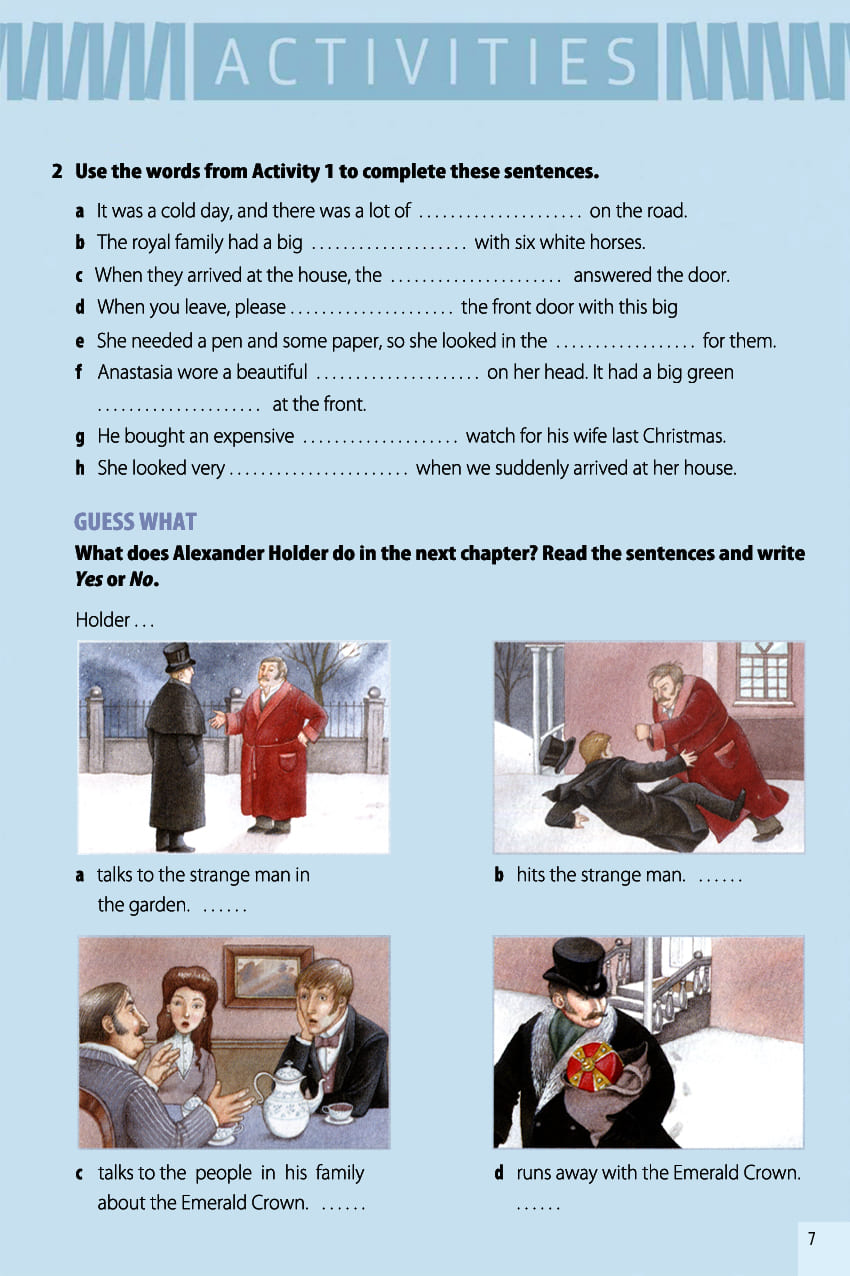 ACTIVITIES
2 Use the words from Activity 1 to complete these sentences.
a It was a cold day, and there was a lot of ..................... on the road.
b The royal family had a big .................... with six white horses.
c When they arrived at the house, the ...................... answered the door.
d When you leave, please ..................... the front door with this big
e She needed a pen and some paper, so she looked in the .................. for them.
f Anastasia wore a beautiful ..................... on her head. It had a big green
..................... at the front.
g He bought an expensive .................... watch for his wife last Christmas.
h She looked very ....................... when we suddenly arrived at her house.
GUESS WHAT
What does Alexander Holder do in the next chapter? Read the sentences and write
Yes or No.
Holder ...
a talks to the strange man in
the garden. ......
b hits the strange man. ......
c talks to the people in his family
about the Emerald Crown. ......
d runs away with the Emerald Crown.
......
7